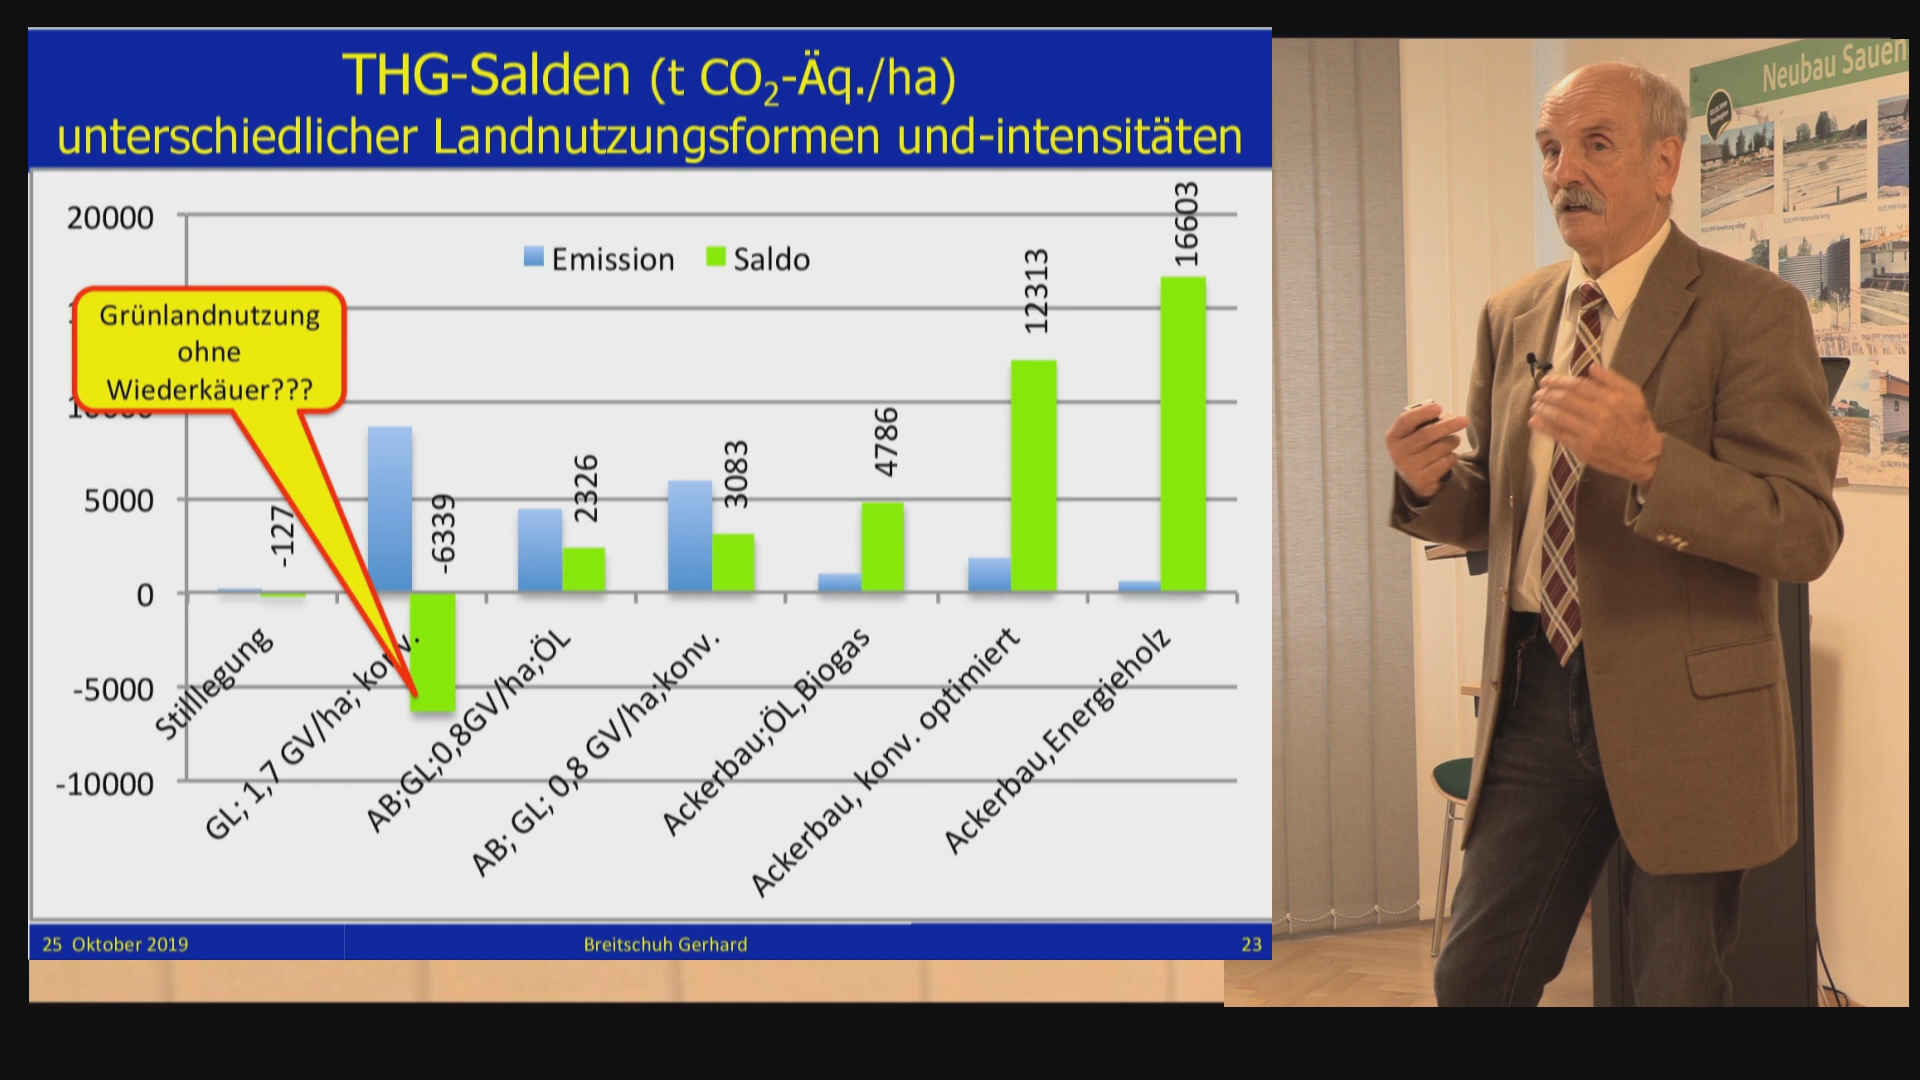 THG-Salden (t CO₂-Äq./ha)
unterschiedlicher Landnutzungsformen und-intensitäten
20000
5000
0
-5000
-10000
Emission
Saldo
Grünlandnutzung
ohne
Wiederkäuer???
-127
-6339
2326
3083
4786
12313
16603
Stilllegung
GL; 1,7 GV//ha; konv.
AB;GL;0,8GV//ha;ÖL
AB; GL; 0,8 GV//ha;konv.
Ackerbau;ÖL,Biogas
Ackerbau, konv. optimiert
Ackerbau,Energieholz
25 Oktober 2019
Breitschuh Gerhard
23
Neubau Sauen